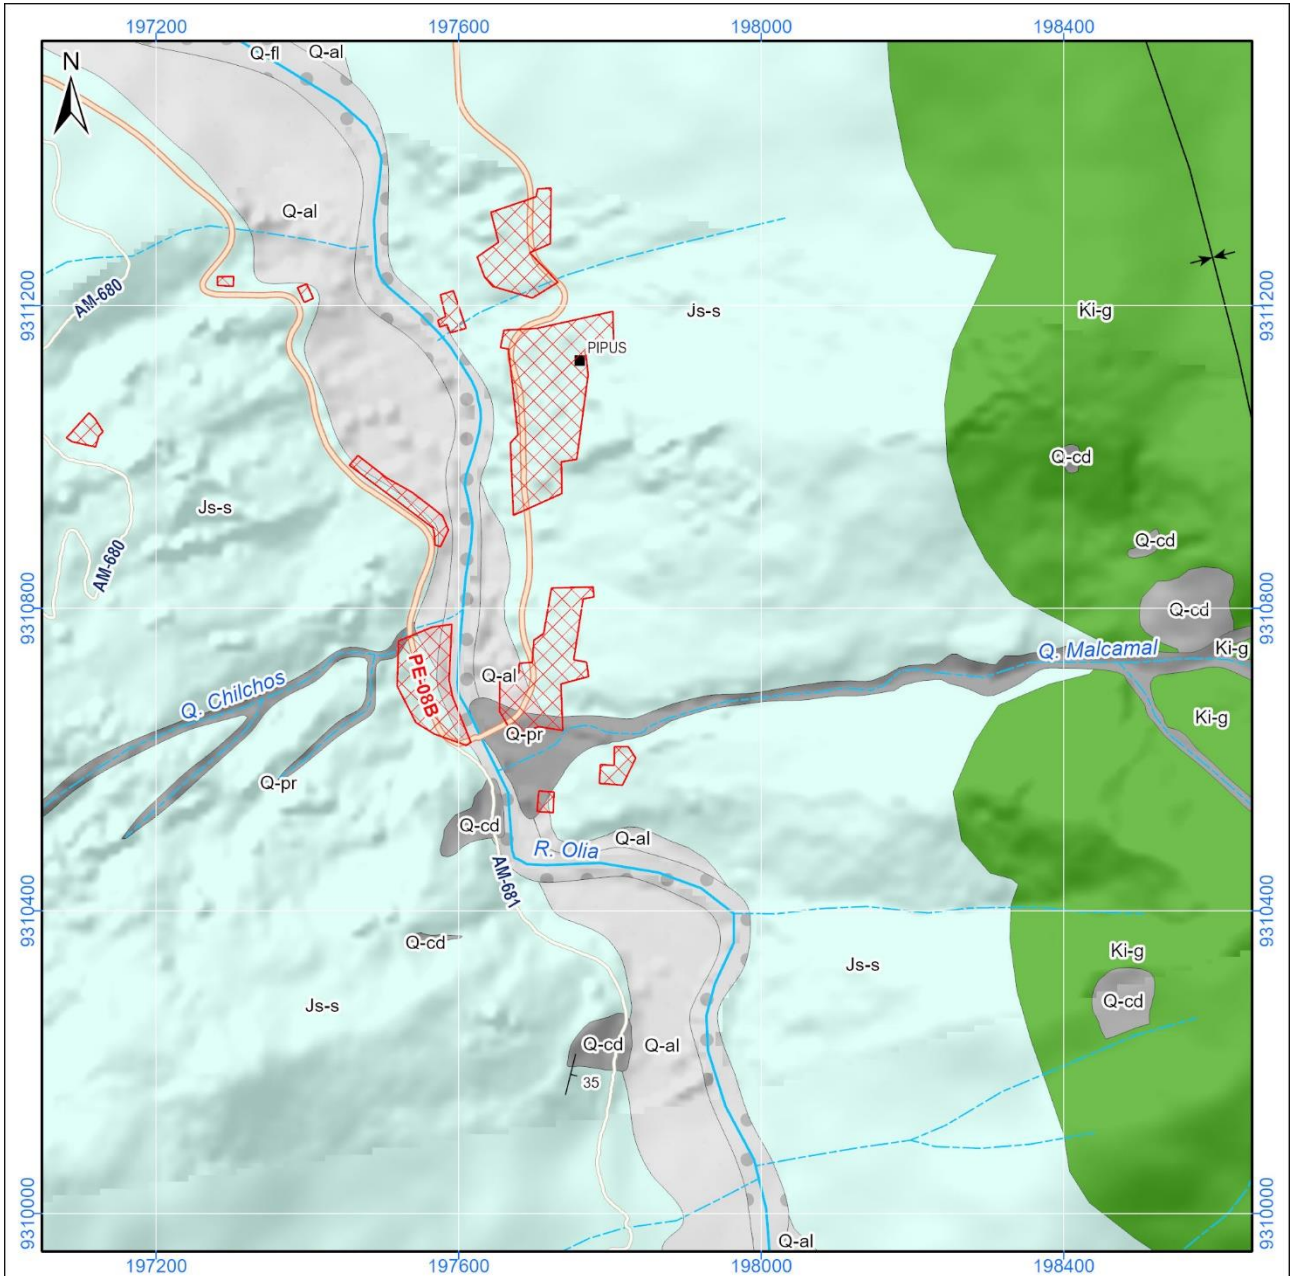 197200
197600
198000
198400
N
Q-fl
Q-al
Q-al
AM-680
9311200
9311200
Js-s
Ki-g
PIPUS
Q-cd
Js-s
Q-cd
AM-680
9310800
9310800
Q-cd
Q. Malcamal
Ki-g
Q. Chilchos
PE-08B
Q-al
Ki-g
Q-pr
Q-pr
Q-cd
Q-al
R. Olia
AM-681
9310400
9310400
Q-cd
Ki-g
Js-s
Js-s
Q-cd
Q-cd
Q-al
35
9310000
9310000
Q-al
197200
197600
198000
198400